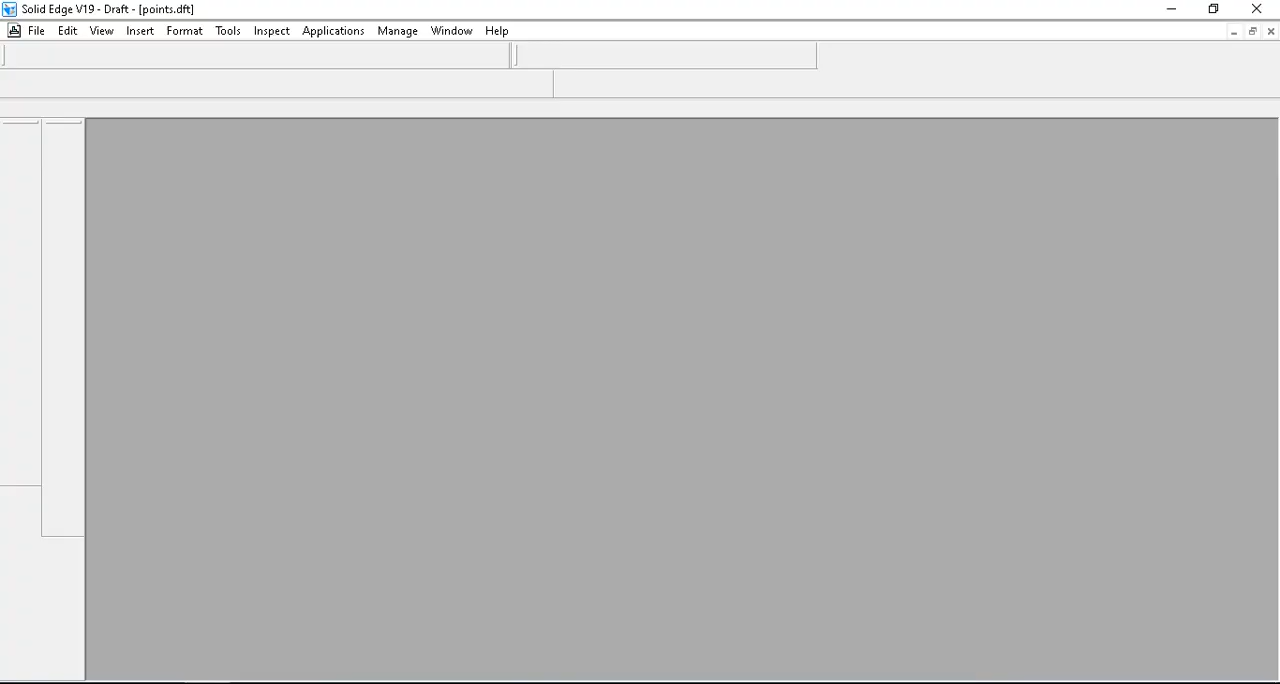 Solid Edge V19 - Draft - [points.dft]
File Edit View Insert Format Tools Inspect Applications Manage Window Help